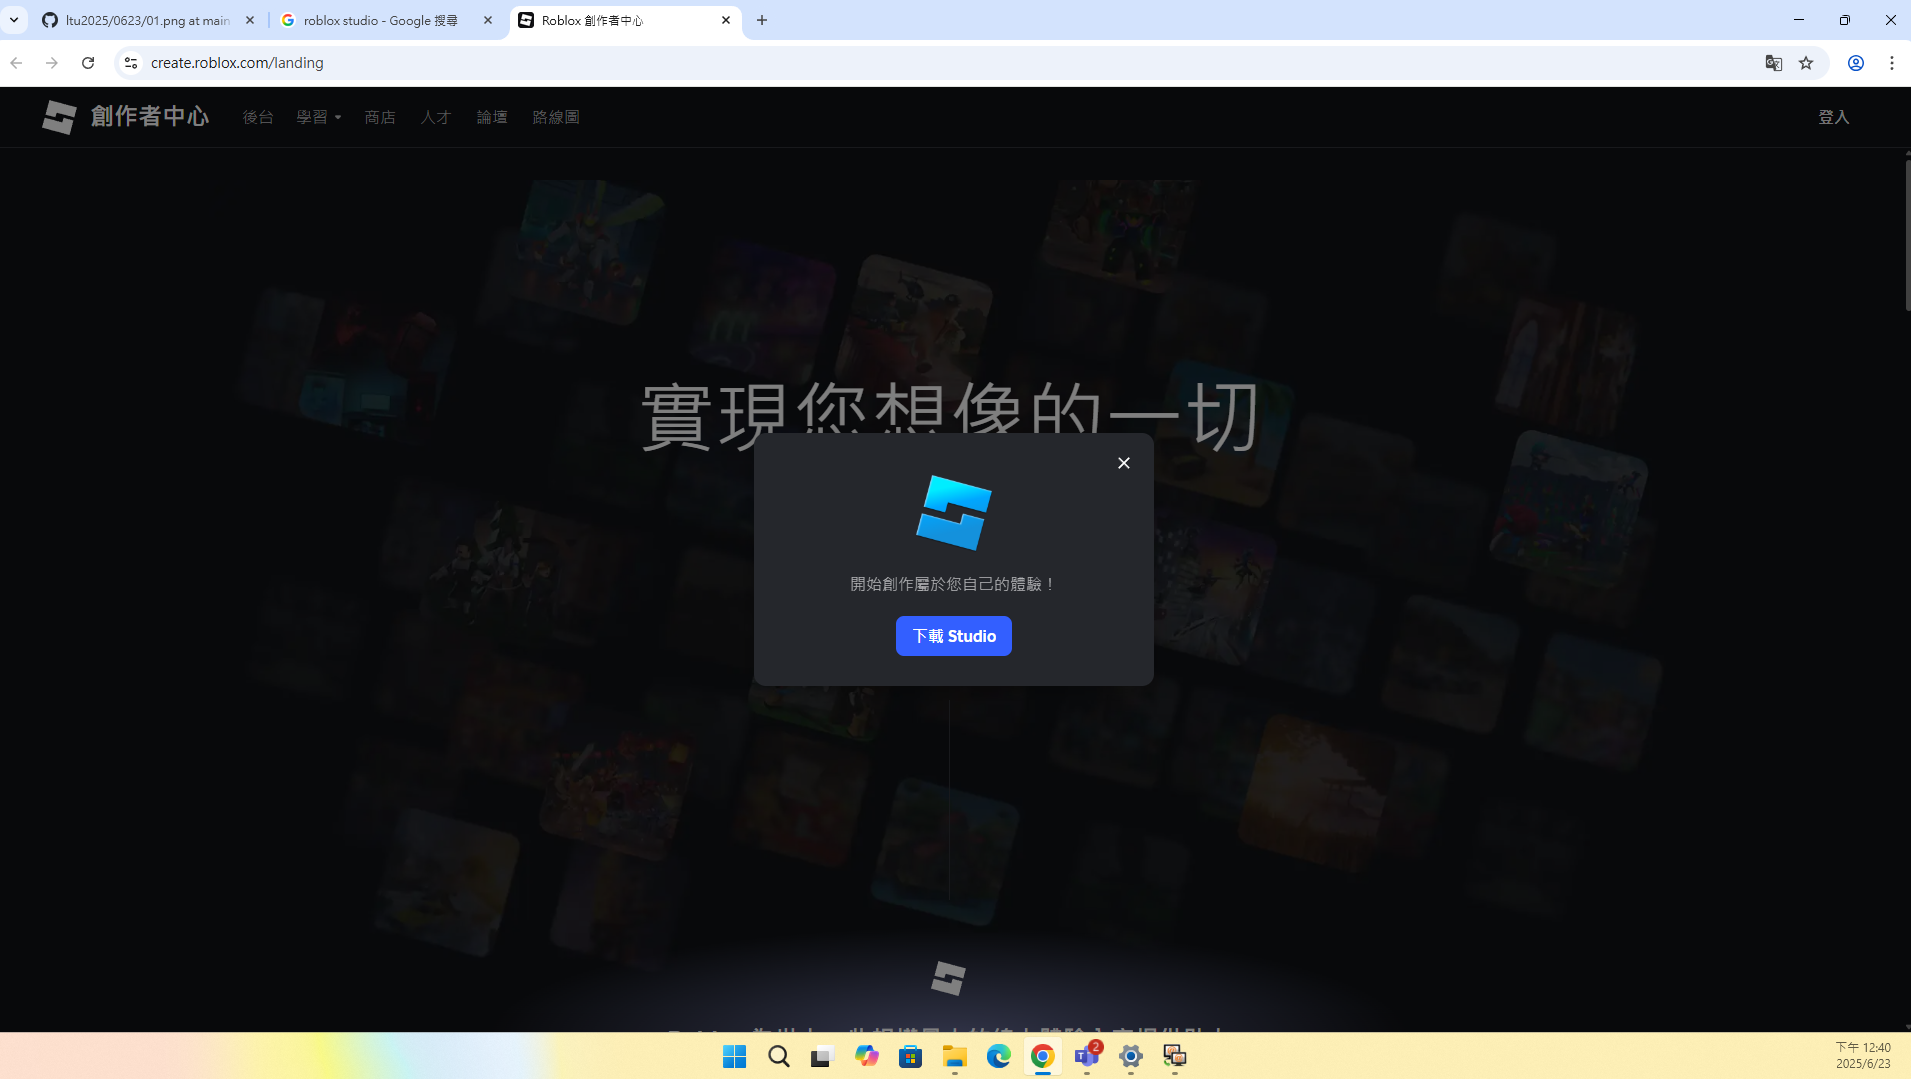 ltu2025/0623/01.png at main
roblox studio - Google 搜尋
Roblox 創作者中心
create.roblox.com/landing
創作者中心
後台
學習
商店
人才
論壇
路線圖
登入
實現您想像的一切
開始創作屬於您自己的體驗！
下載 Studio
2
下午 12:40
2025/6/23